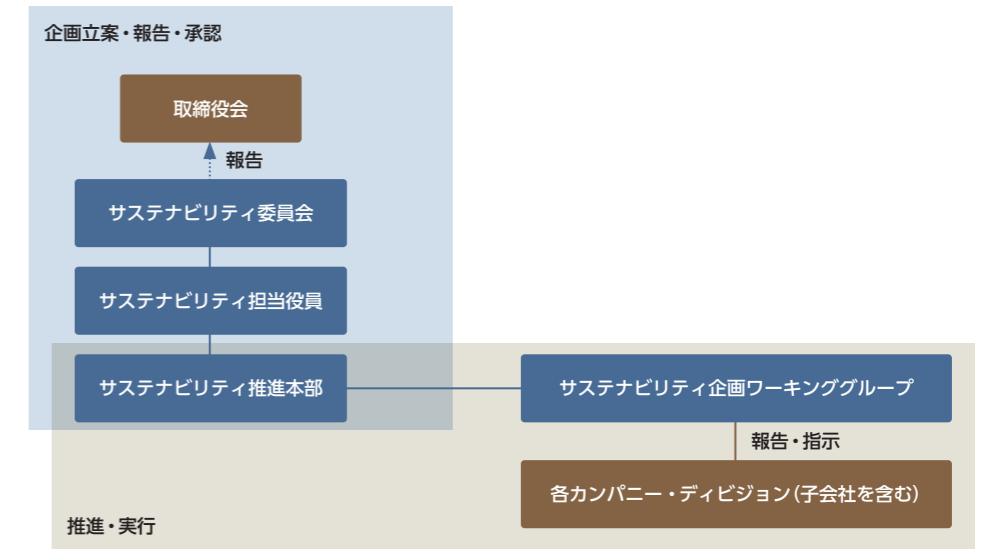 企画立案・報告・承認
取締役会
報告
サステナビリティ委員会
サステナビリティ担当役員
サステナビリティ推進本部
サステナビリティ企画ワーキンググループ
報告・指示
各カンパニー・ディビジョン(子会社を含む)
推進・実行